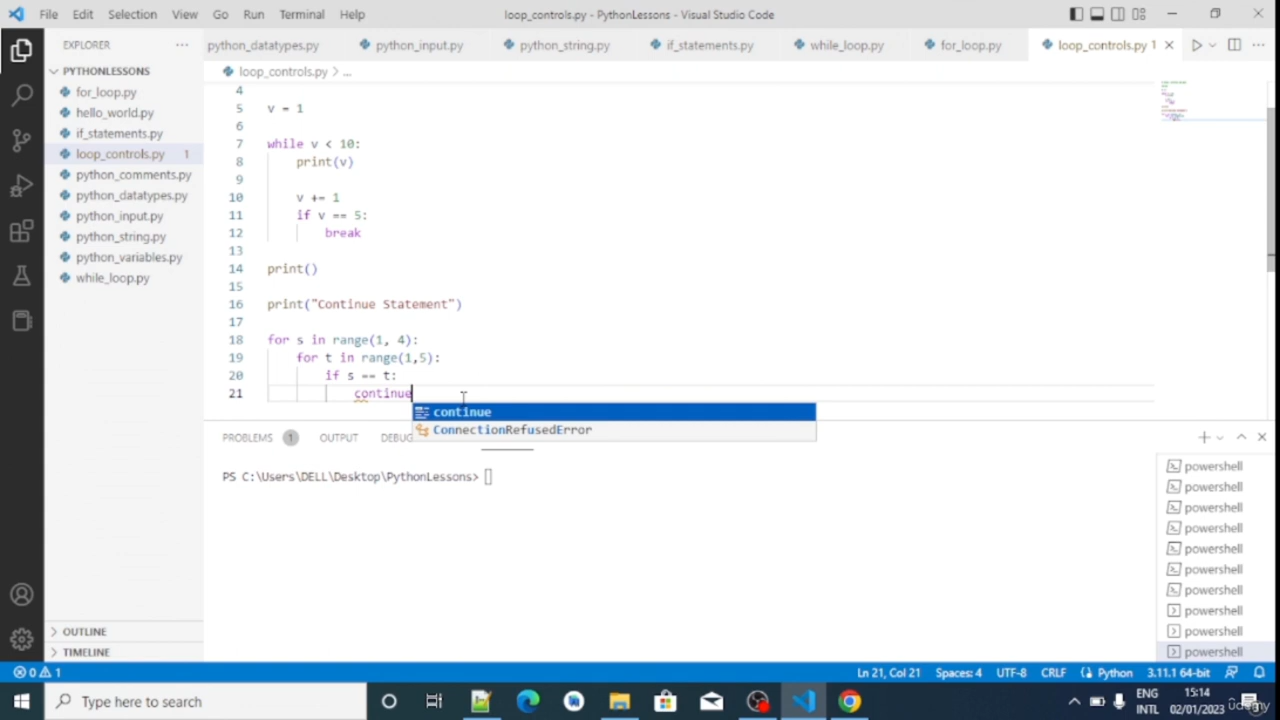 File Edit Selection View Go Run Terminal Help loop_controls.py - PythonLessons - Visual Studio Code
EXPLORER ··· python_datatypes.py python_input.py python_string.py if_statements.py while_loop.py for_loop.py loop_controls.py 1
PYTHONLESSONS
for_loop.py
hello_world.py
if_statements.py
loop_controls.py 1
python_comments.py
python_datatypes.py
python_input.py
python_string.py
python_variables.py
while_loop.py
OUTLINE
TIMELINE
loop_controls.py > ...
4
5 v = 1
6
7 while v < 10:
8 print(v)
9
10 v += 1
11 if v == 5:
12 break
13
14 print()
15
16 print("Continue Statement")
17
18 for s in range(1, 4):
19 for t in range(1,5):
20 if s == t:
21 continue
continue
ConnectionRefusedError
PROBLEMS 1 OUTPUT DEBUG
PS C:\Users\DELL\Desktop\PythonLessons>
powershell
powershell
powershell
powershell
powershell
powershell
powershell
powershell
powershell
powershell
0 1 Ln 21, Col 21 Spaces: 4 UTF-8 CRLF Python 3.11.1 64-bit
Type here to search
ENG
INTL
15:14
02/01/2023
udemy